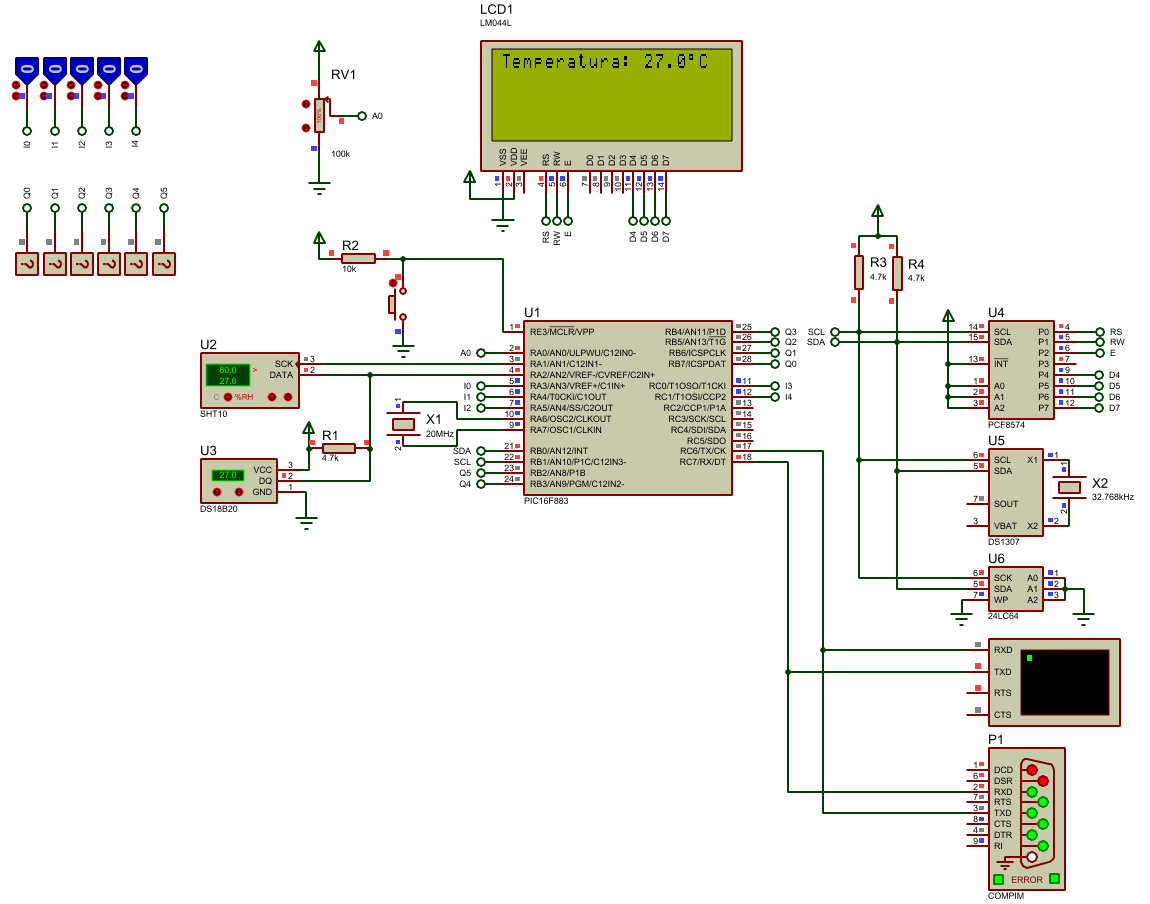 LCD1
LM044L
Temperatura: 27.0°C
VSS VDD VEE RS RW E D0 D1 D2 D3 D4 D5 D6 D7
1 2 3 4 5 6 7 8 9 10 11 12 13 14
RS RW E D4 D5 D6 D7
0 0 0 0 0
I0 I1 I2 I3 I4
Q0 Q1 Q2 Q3 Q4 Q5
? ? ? ? ? ?
RV1
100%
A0
100k
R2
10k
U1
1 RE3/MCLR/VPP
A0 2 RA0/AN0/ULPWU/C12IN0-
3 RA1/AN1/C12IN1-
4 RA2/AN2/VREF-/CVREF/C2IN+
I0 5 RA3/AN3/VREF+/C1IN+
I1 6 RA4/T0CKI/C1OUT
I2 7 RA5/AN4/SS/C2OUT
10 RA6/OSC2/CLKOUT
9 RA7/OSC1/CLKIN
SDA 21 RB0/AN12/INT
SCL 22 RB1/AN10/P1C/C12IN3-
Q5 23 RB2/AN8/P1B
Q4 24 RB3/AN9/PGM/C12IN2-
RB4/AN11/P1D 25 Q3
RB5/AN13/T1G 26 Q2
RB6/ICSPCLK 27 Q1
RB7/ICSPDAT 28 Q0
RC0/T1OSO/T1CKI 11 I3
RC1/T1OSI/CCP2 12 I4
RC2/CCP1/P1A 13
RC3/SCK/SCL 14
RC4/SDI/SDA 15
RC5/SDO 16
RC6/TX/CK 17
RC7/RX/DT 18
PIC16F883
U2
80.0 >
27.0
C %RH
SCK 3
DATA 2
SHT10
X1
20MHz
1
2
R1
4.7k
U3
27.0
VCC 3
DQ 2
GND 1
DS18B20
R3
4.7k
R4
4.7k
SCL
SDA
U4
14 SCL P0 4 RS
15 SDA P1 5 RW
P2 6 E
13 INT P3 7
P4 9 D4
1 A0 P5 10 D5
2 A1 P6 11 D6
3 A2 P7 12 D7
PCF8574
U5
6 SCL X1 1
5 SDA
7 SOUT
3 VBAT X2 2
DS1307
X2
32.768kHz
1
2
U6
6 SCK A0 1
5 SDA A1 2
7 WP A2 3
24LC64
RXD
TXD
RTS
CTS
P1
1 DCD
6 DSR
2 RXD
7 RTS
3 TXD
8 CTS
4 DTR
9 RI
ERROR
COMPIM